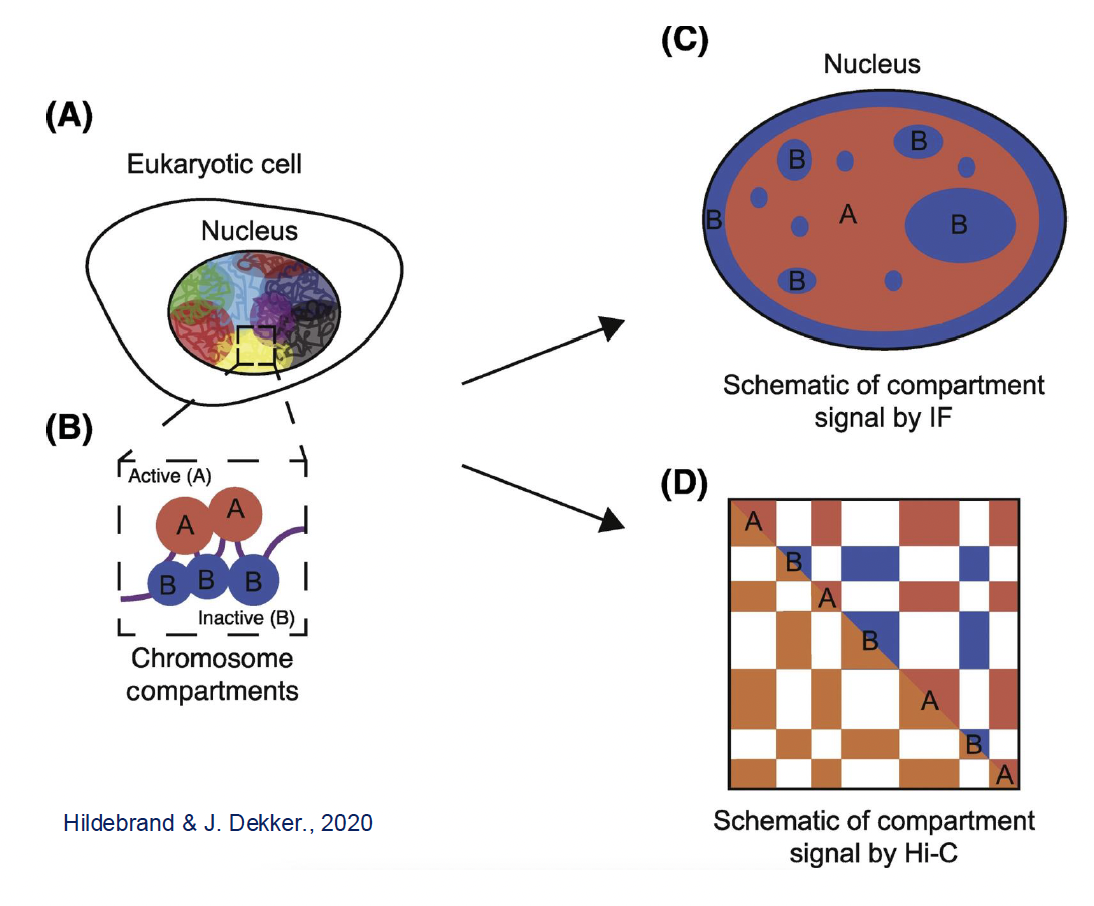 (A)
Eukaryotic cell
Nucleus
(B)
Active (A)
A
A
B
B
B
Inactive (B)
Chromosome
compartments
(C)
Nucleus
B
B
B
A
B
B
Schematic of compartment
signal by IF
(D)
A
B
A
B
A
B
A
Schematic of compartment
signal by Hi-C
Hildebrand & J. Dekker., 2020